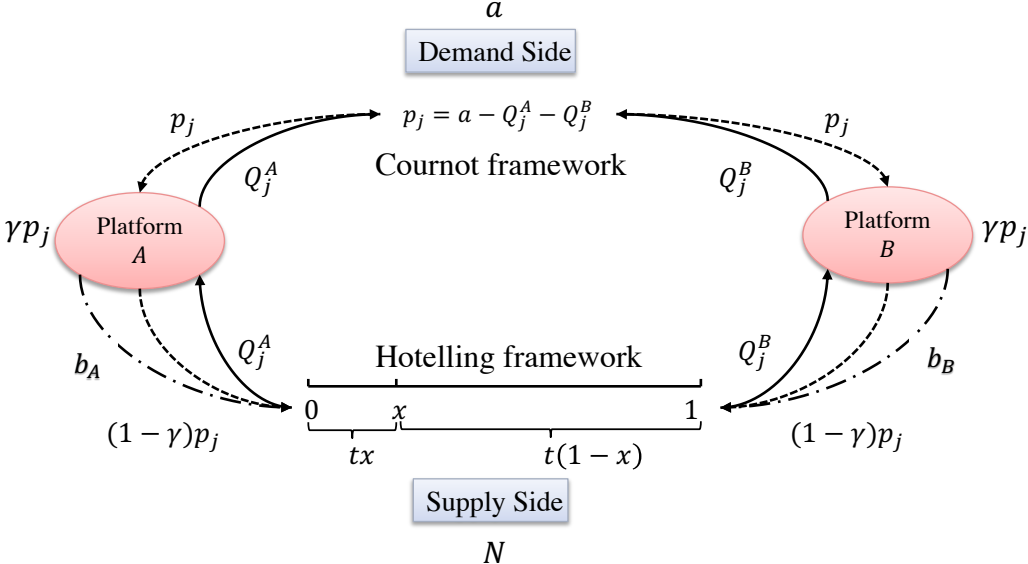 a
Demand Side
p_j
p_j = a − Q_j^A − Q_j^B
p_j
Cournot framework
Q_j^A
Q_j^B
γp_j
Platform
A
Platform
B
γp_j
Q_j^A
Hotelling framework
Q_j^B
b_A
b_B
0
x
1
(1 − γ)p_j
tx
t(1 − x)
(1 − γ)p_j
Supply Side
N